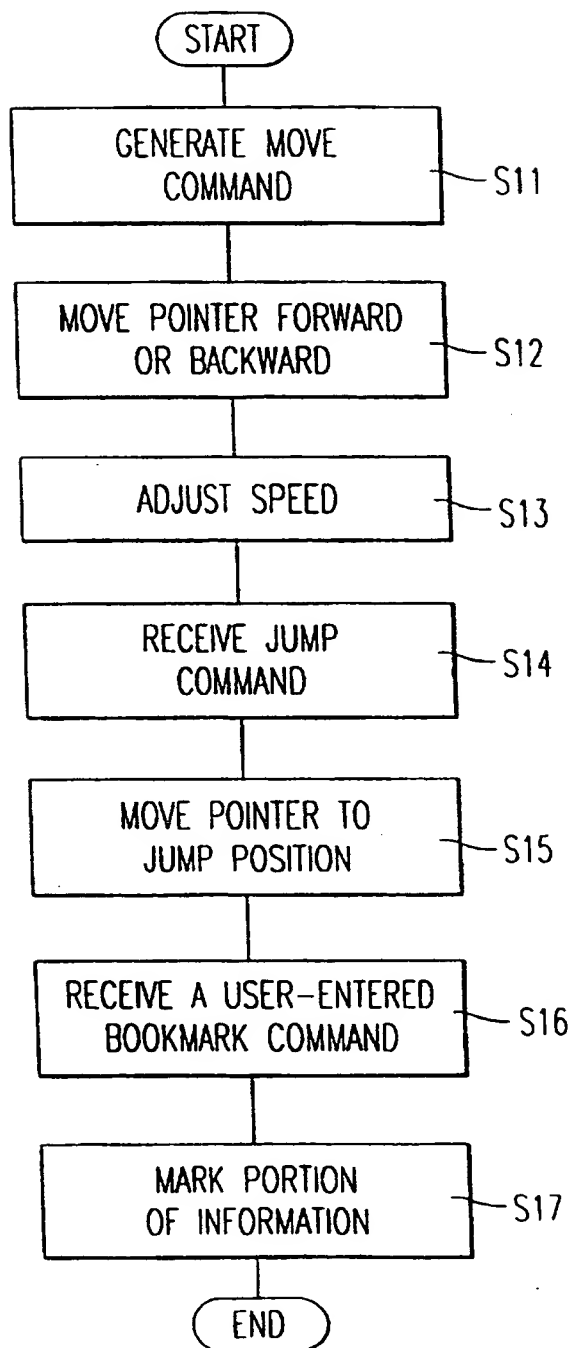 START
GENERATE MOVE
COMMAND
S11
MOVE POINTER FORWARD
OR BACKWARD
S12
ADJUST SPEED
S13
RECEIVE JUMP
COMMAND
S14
MOVE POINTER TO
JUMP POSITION
S15
RECEIVE A USER-ENTERED
BOOKMARK COMMAND
S16
MARK PORTION
OF INFORMATION
S17
END